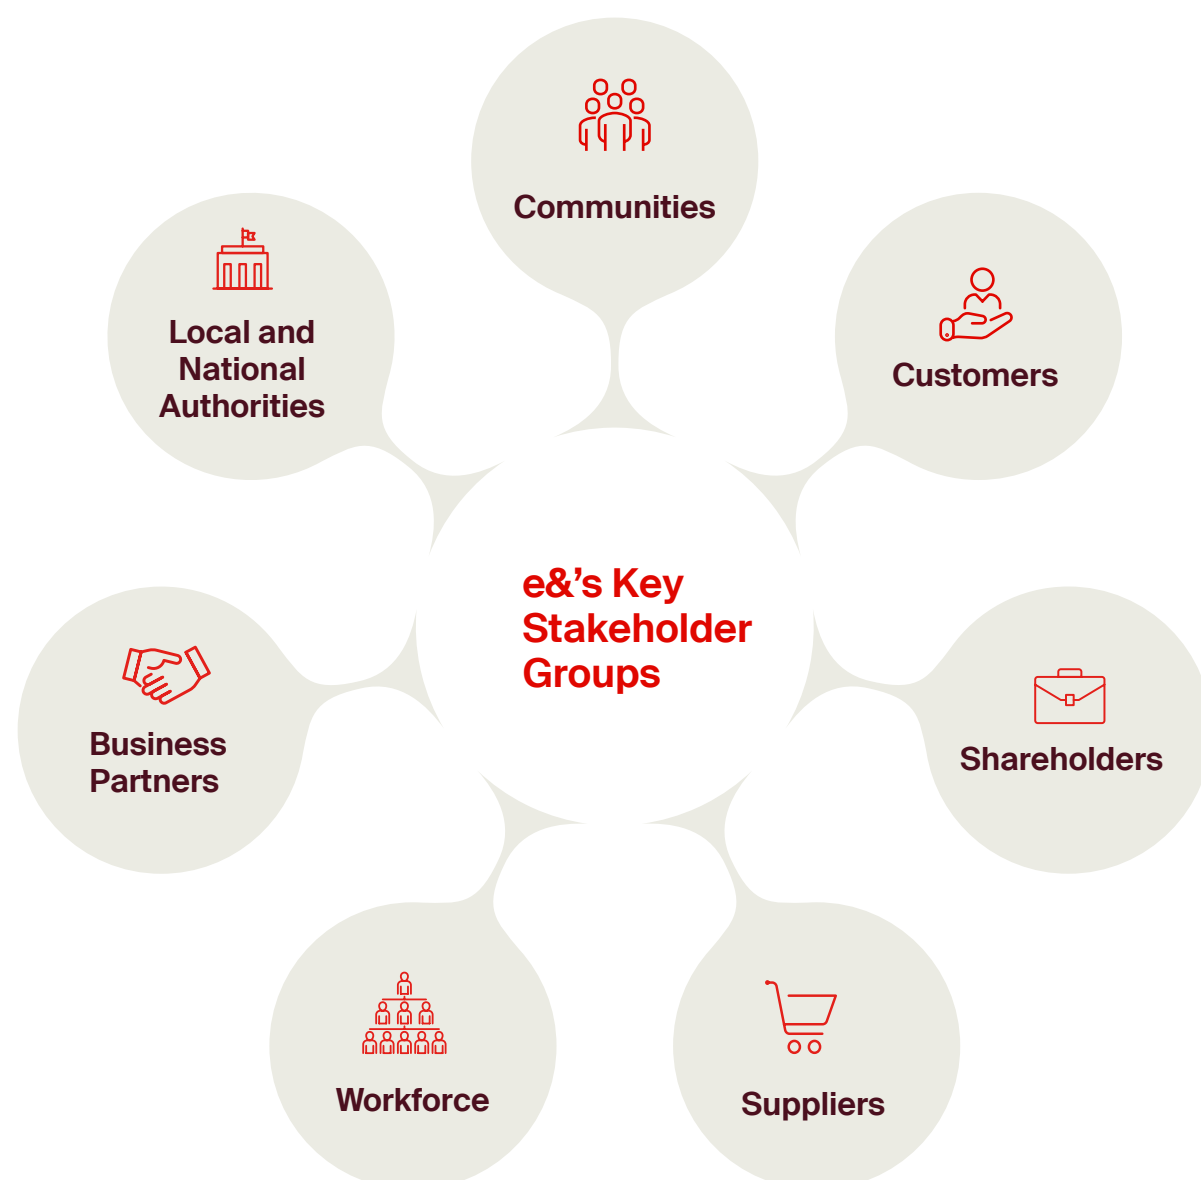 Communities
Local and
National
Authorities
Customers
e&’s Key
Stakeholder
Groups
Business
Partners
Shareholders
Workforce
Suppliers